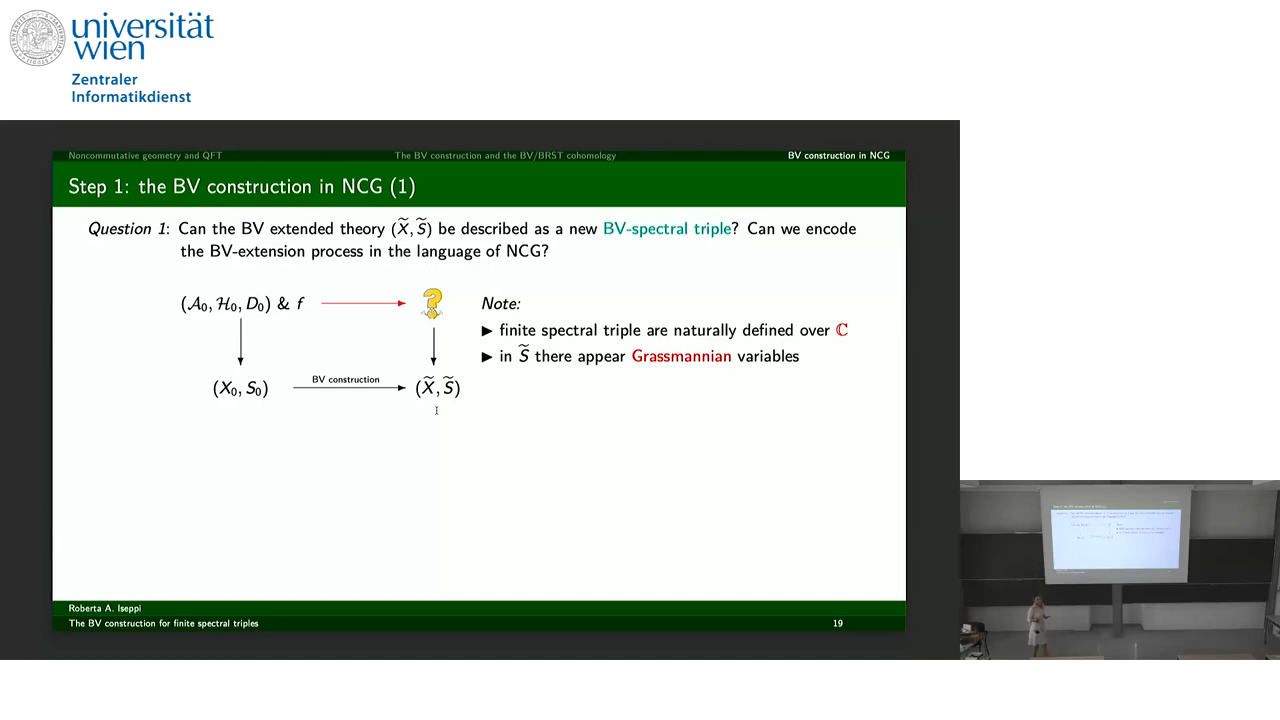 universität
wien
Zentraler
Informatikdienst
Noncommutative geometry and QFT The BV construction and the BV/BRST cohomology BV construction in NCG
Step 1: the BV construction in NCG (1)
Question 1: Can the BV extended theory (X̃, S̃) be described as a new BV-spectral triple? Can we encode
the BV-extension process in the language of NCG?
(𝒜₀, ℋ₀, D₀) & f
Note:
▶ finite spectral triple are naturally defined over ℂ
▶ in S̃ there appear Grassmannian variables
(X₀, S₀) BV construction (X̃, S̃)
Roberta A. Iseppi
The BV construction for finite spectral triples 19